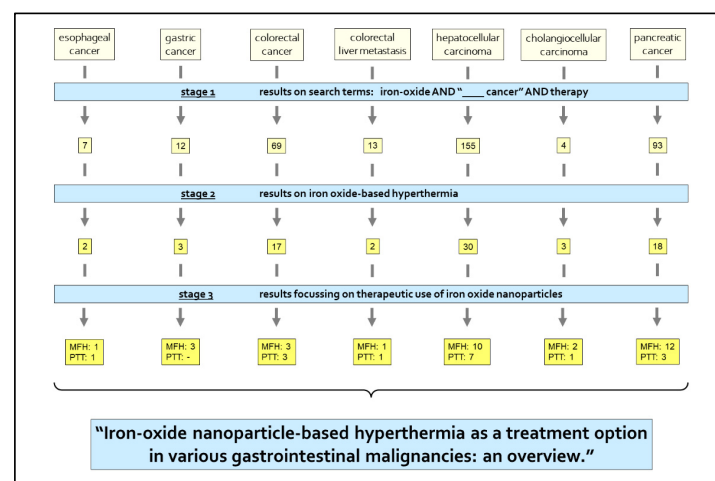 esophageal cancer
gastric cancer
colorectal cancer
colorectal liver metastasis
hepatocellular carcinoma
cholangiocellular carcinoma
pancreatic cancer
stage 1 results on search terms: iron-oxide AND "____ cancer" AND therapy
7 12 69 13 155 4 93
stage 2 results on iron oxide-based hyperthermia
2 3 17 2 30 3 18
stage 3 results focussing on therapeutic use of iron oxide nanoparticles
MFH: 1
PTT: 1
MFH: 3
PTT: -
MFH: 3
PTT: 3
MFH: 1
PTT: 1
MFH: 10
PTT: 7
MFH: 2
PTT: 1
MFH: 12
PTT: 3
"Iron-oxide nanoparticle-based hyperthermia as a treatment option
in various gastrointestinal malignancies: an overview."